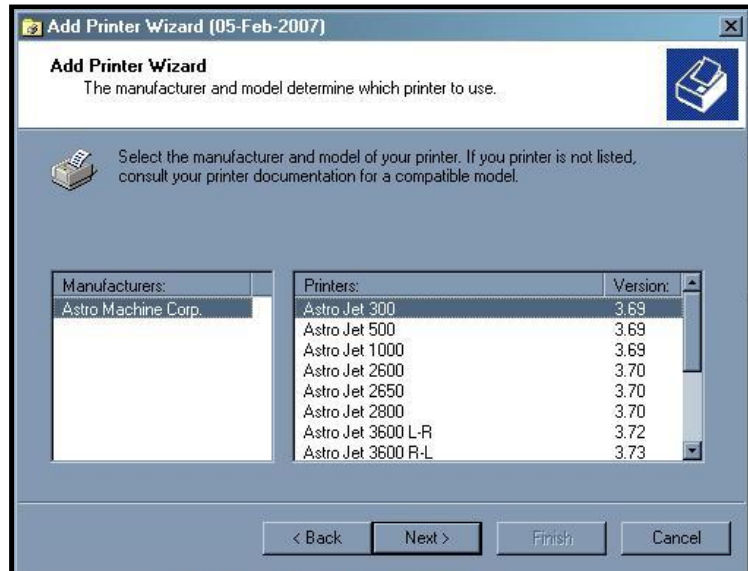 Add Printer Wizard (05-Feb-2007)
Add Printer Wizard
The manufacturer and model determine which printer to use.
Select the manufacturer and model of your printer. If you printer is not listed,
consult your printer documentation for a compatible model.
Manufacturers:
Astro Machine Corp.
Printers: Version:
Astro Jet 300 3.69
Astro Jet 500 3.69
Astro Jet 1000 3.69
Astro Jet 2600 3.70
Astro Jet 2650 3.70
Astro Jet 2800 3.70
Astro Jet 3600 L-R 3.72
Astro Jet 3600 R-L 3.73
< Back Next > Finish Cancel